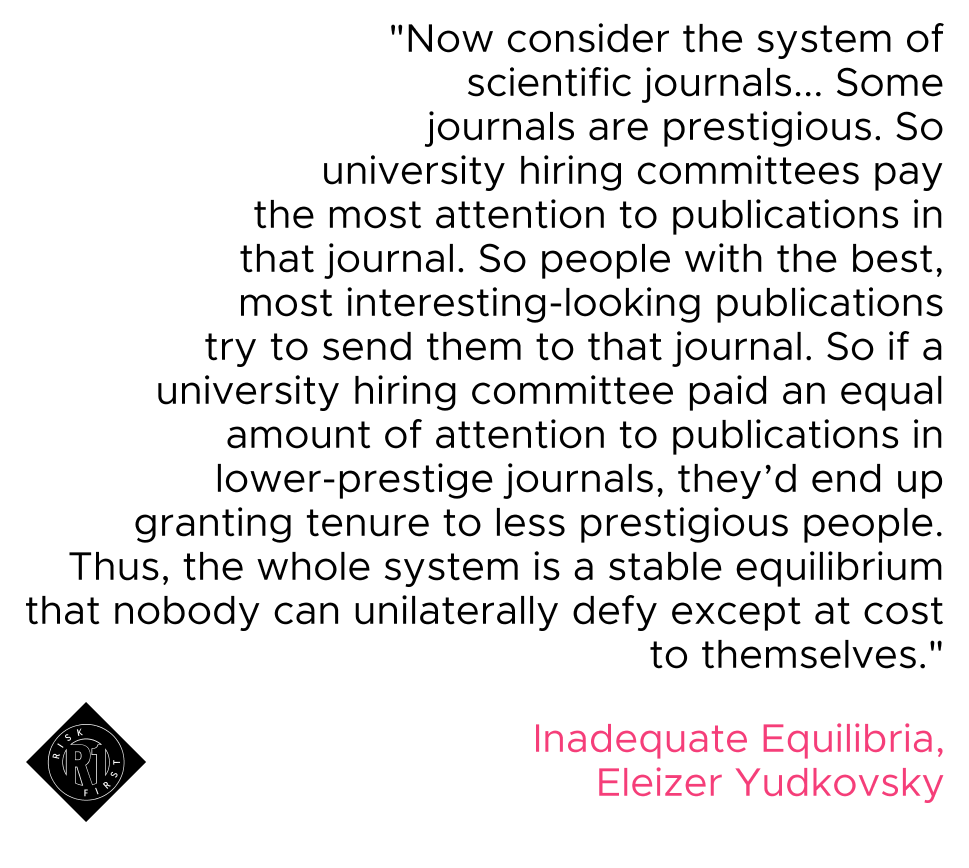 "Now consider the system of
scientific journals... Some
journals are prestigious. So
university hiring committees pay
the most attention to publications in
that journal. So people with the best,
most interesting-looking publications
try to send them to that journal. So if a
university hiring committee paid an equal
amount of attention to publications in
lower-prestige journals, they’d end up
granting tenure to less prestigious people.
Thus, the whole system is a stable equilibrium
that nobody can unilaterally defy except at cost
to themselves."
Inadequate Equilibria,
Eleizer Yudkovsky
RISK
R1
FIRST